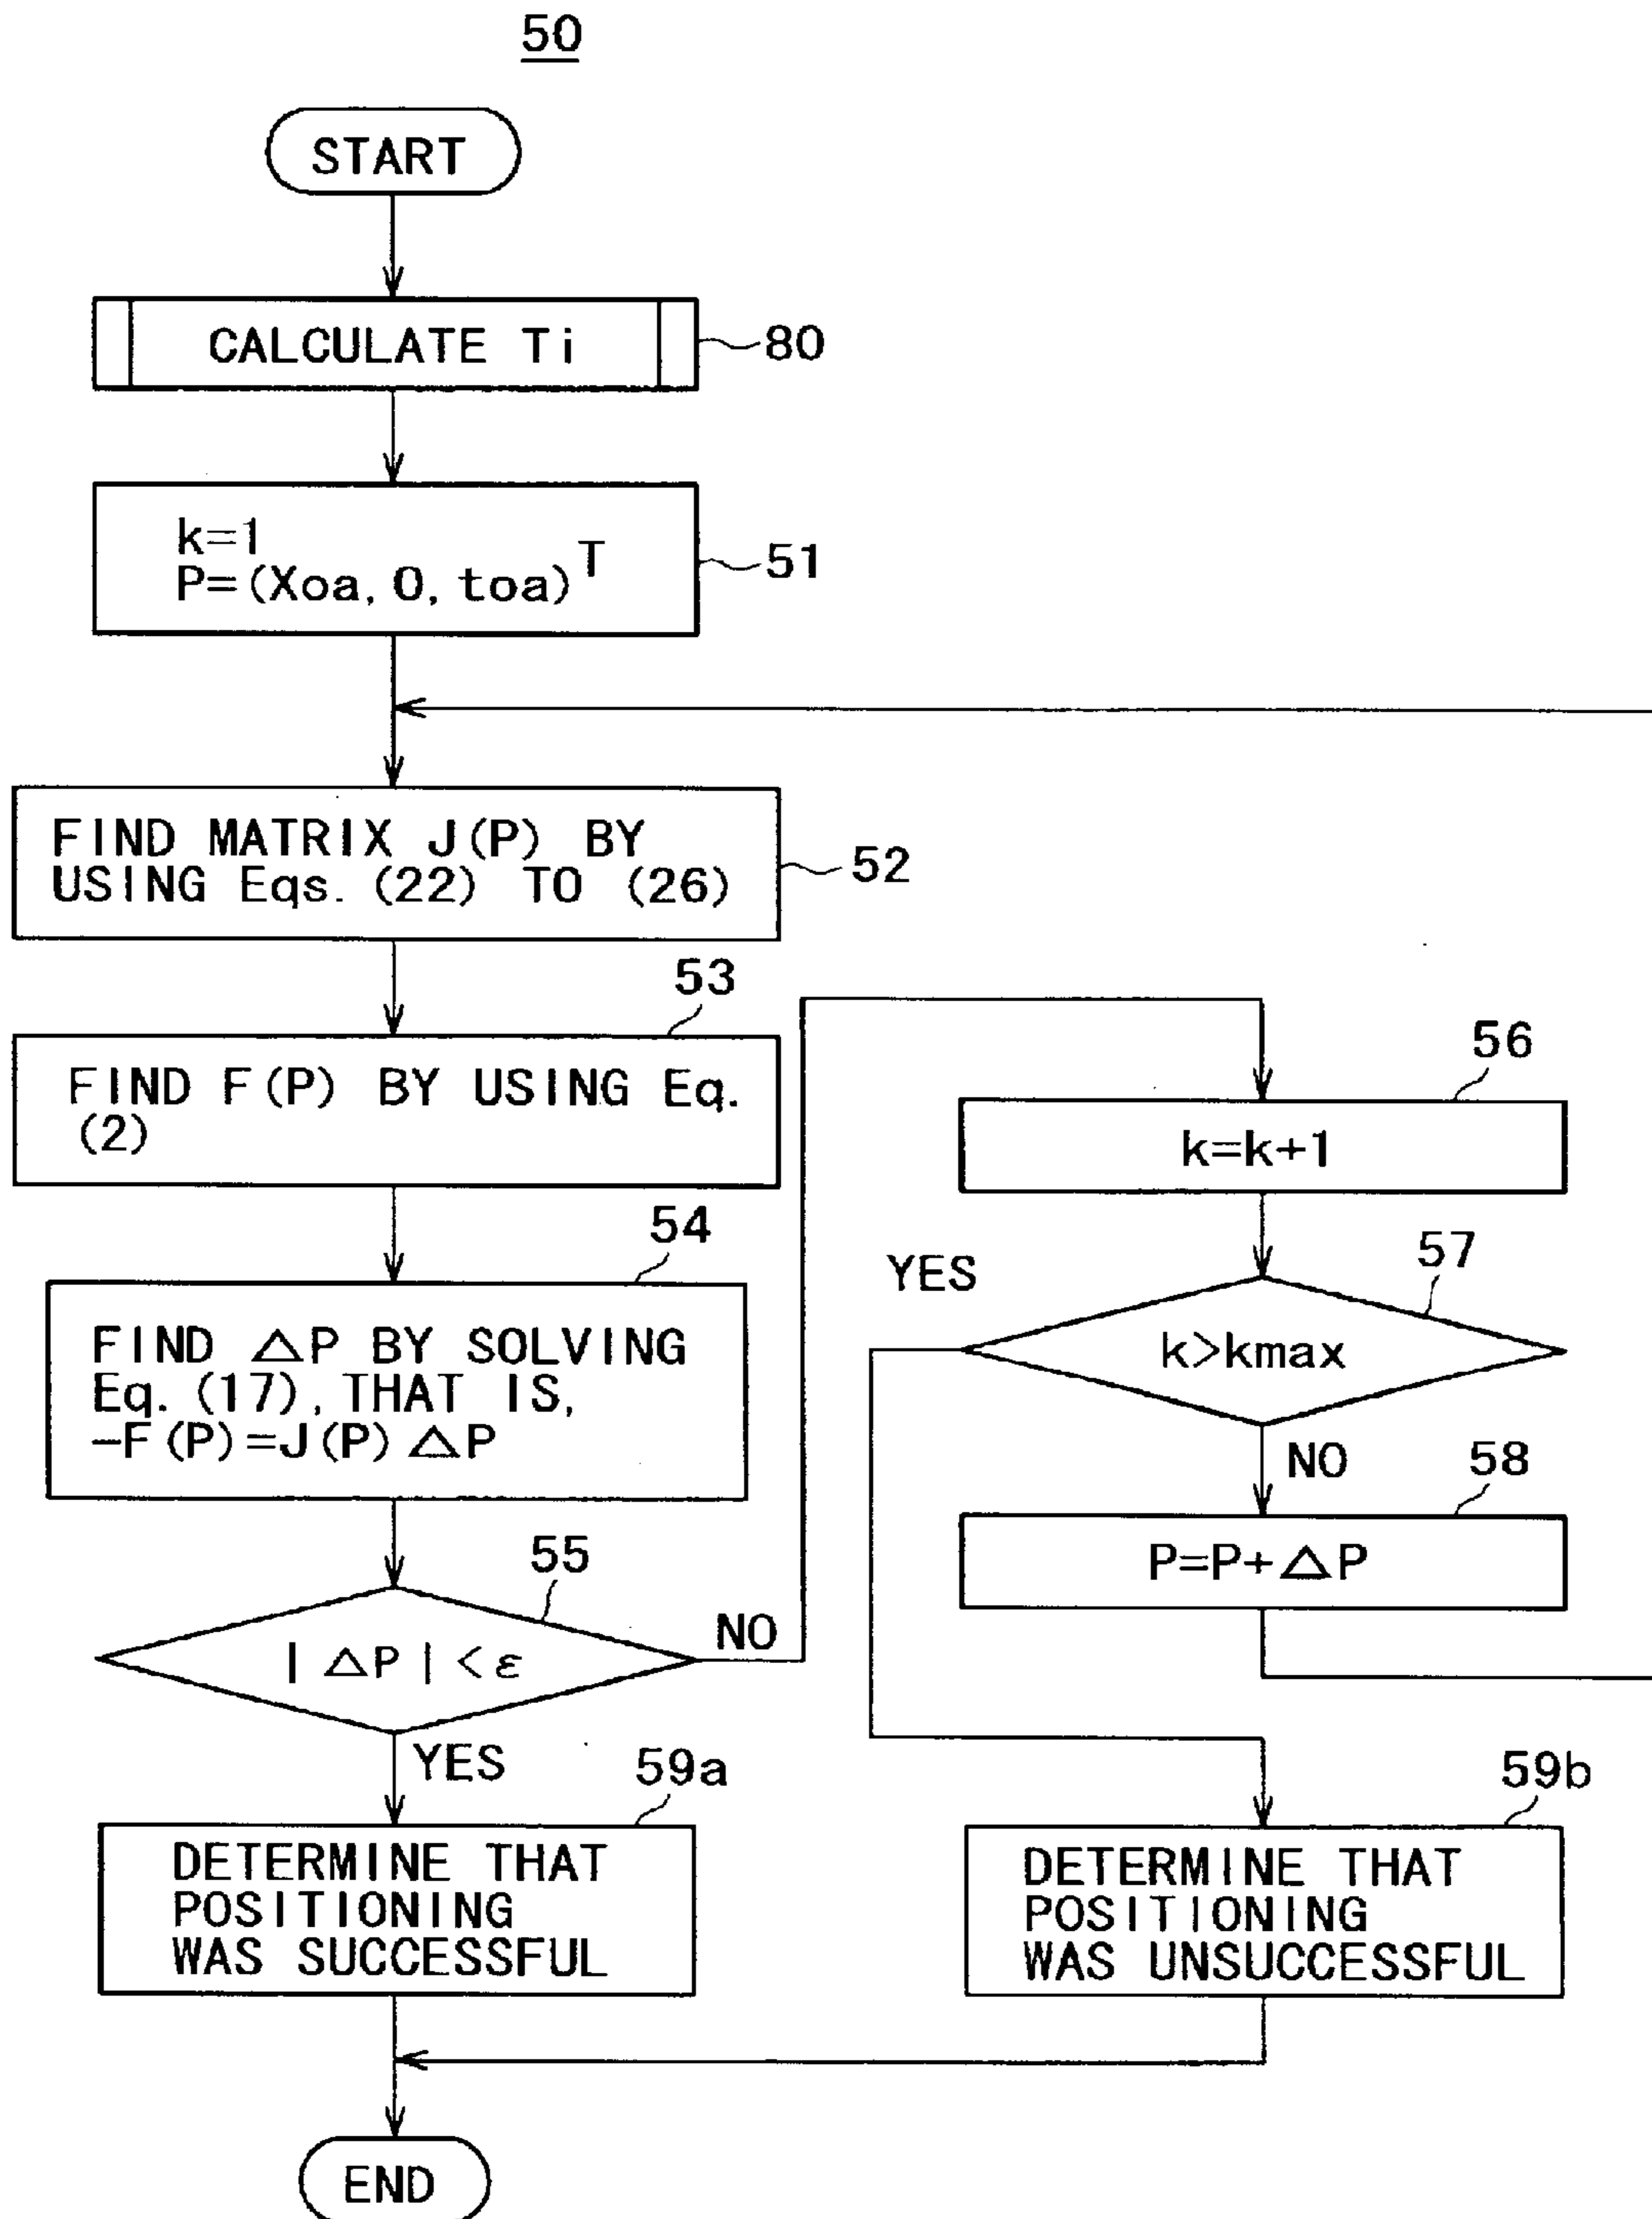 50
START
CALCULATE Ti
80
k=1
P=(Xoa, 0, toa)T
51
FIND MATRIX J(P) BY
USING Eqs. (22) TO (26)
52
53
FIND F(P) BY USING Eq.
(2)
54
FIND △P BY SOLVING
Eq. (17), THAT IS,
-F(P)=J(P)△P
55
|△P|<ε
NO
YES
59a
DETERMINE THAT
POSITIONING
WAS SUCCESSFUL
56
k=k+1
57
YES
k>kmax
NO
58
P=P+△P
59b
DETERMINE THAT
POSITIONING
WAS UNSUCCESSFUL
END